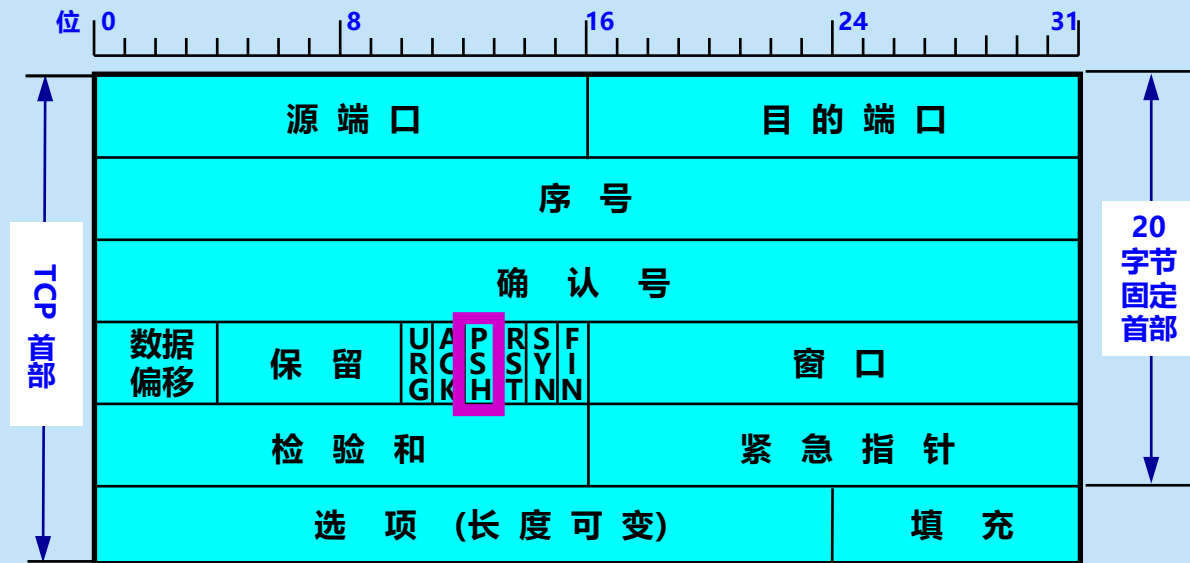 位 0 8 16 24 31
源 端 口 目 的 端 口
序 号
确 认 号
数据
偏移
保 留
URG
ACK
PSH
RST
SYN
FIN
窗 口
检 验 和 紧 急 指 针
选 项 (长 度 可 变) 填 充
TCP 首部
20
字节
固定
首部